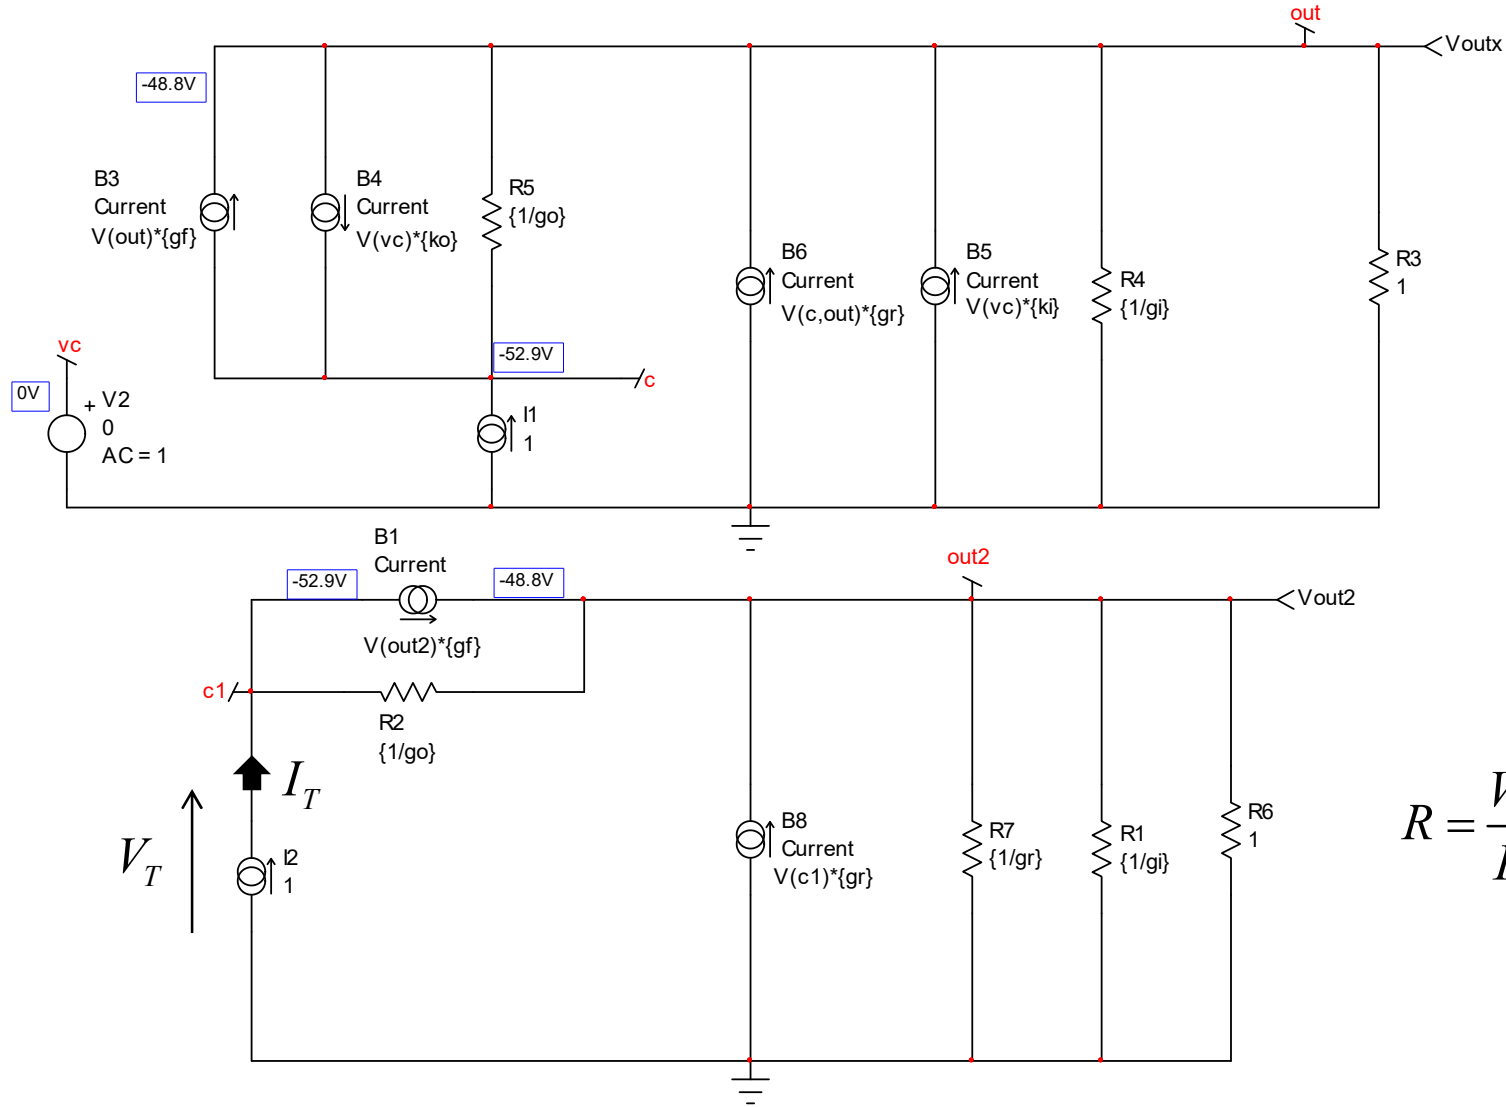 out
Voutx
-48.8V
B3
Current
V(out)*{gf}
B4
Current
V(vc)*{ko}
R5
{1/go}
B6
Current
V(c,out)*{gr}
B5
Current
V(vc)*{ki}
R4
{1/gi}
R3
1
vc
0V
+ V2
0
AC = 1
-52.9V
c
I1
1
B1
Current
-52.9V
-48.8V
V(out2)*{gf}
out2
Vout2
c1
R2
{1/go}
I_T
V_T
I2
1
B8
Current
V(c1)*{gr}
R7
{1/gr}
R1
{1/gi}
R6
1
R =